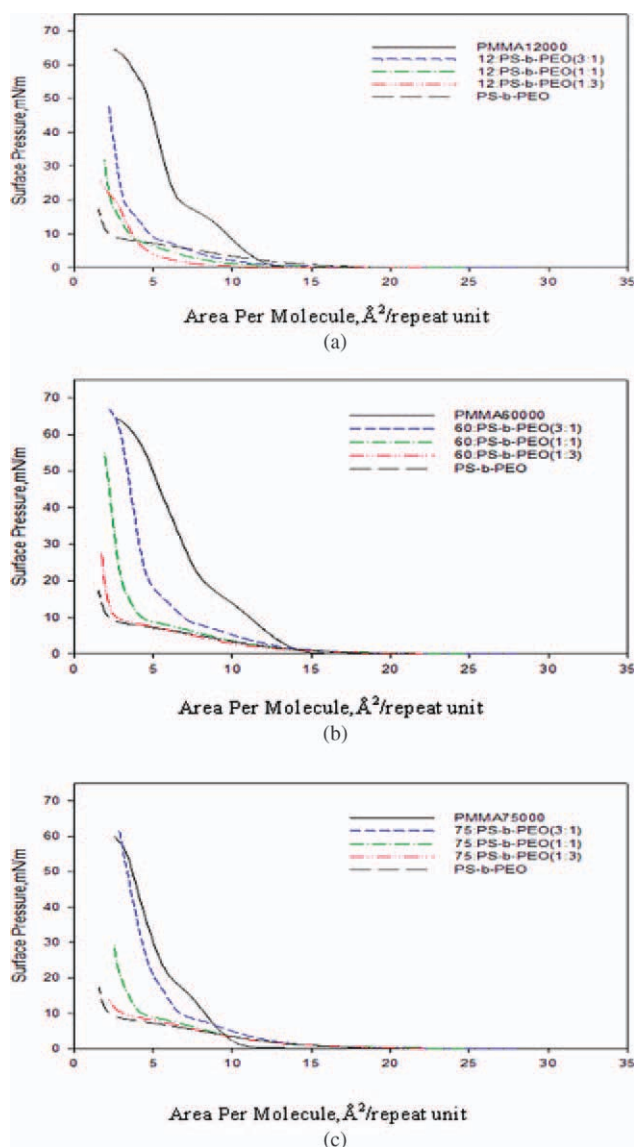 70
60
50
40
30
20
10
0
Surface Pressure,mN/m
PMMA12000
12:PS-b-PEO(3:1)
12:PS-b-PEO(1:1)
12:PS-b-PEO(1:3)
PS-b-PEO
0 5 10 15 20 25 30 35
Area Per Molecule,Å²/repeat unit
(a)
70
60
50
40
30
20
10
0
Surface Pressure,mN/m
PMMA60000
60:PS-b-PEO(3:1)
60:PS-b-PEO(1:1)
60:PS-b-PEO(1:3)
PS-b-PEO
0 5 10 15 20 25 30 35
Area Per Molecule,Å²/repeat unit
(b)
70
60
50
40
30
20
10
0
Surface Pressure,mN/m
PMMA75000
75:PS-b-PEO(3:1)
75:PS-b-PEO(1:1)
75:PS-b-PEO(1:3)
PS-b-PEO
0 5 10 15 20 25 30 35
Area Per Molecule,Å²/repeat unit
(c)